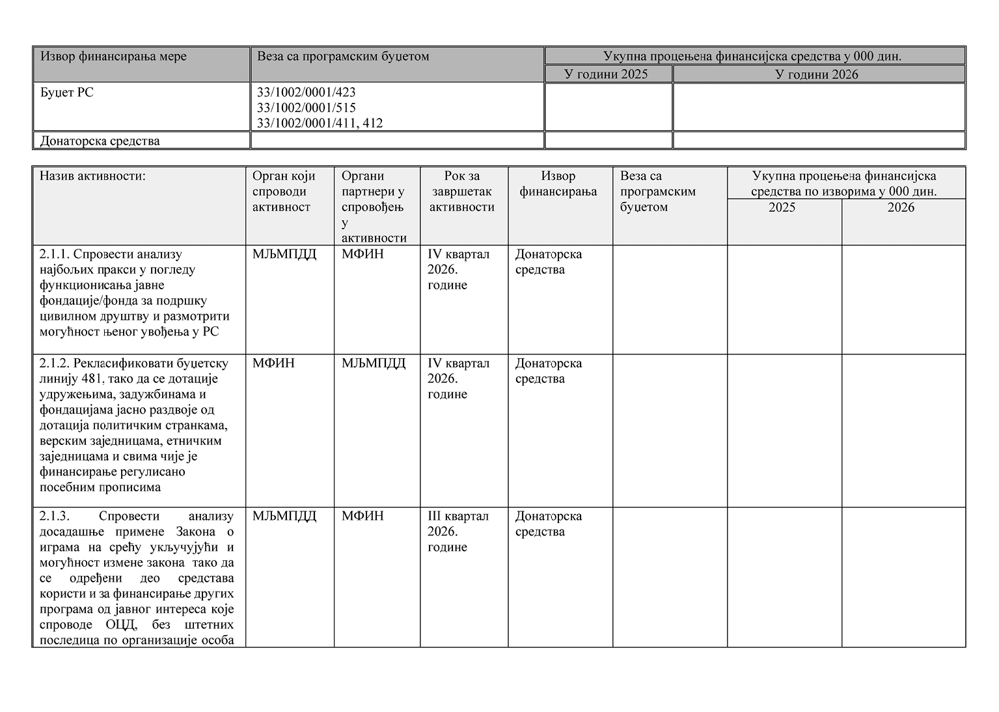 Извор финансирања мере
Веза са програмским буџетом
Укупна процењена финансијска средства у 000 дин.
У години 2025
У години 2026
Буџет РС
33/1002/0001/423
33/1002/0001/515
33/1002/0001/411, 412
Донаторска средства
Назив активности:
Орган који
спроводи
активност
Органи
партнери у
спровођењ
у
активности
Рок за
завршетак
активности
Извор
финансирања
Веза са
програмским
буџетом
Укупна процењена финансијска
средства по изворима у 000 дин.
2025
2026
2.1.1. Спровести анализу
најбољих пракси у погледу
функционисања јавне
фондације/фонда за подршку
цивилном друштву и размотрити
могућност њеног увођења у РС
МЉМПДД
МФИН
IV квартал
2026.
године
Донаторска
средства
2.1.2. Рекласификовати буџетску
линију 481, тако да се дотације
удружењима, задужбинама и
фондацијама јасно раздвоје од
дотација политичким странкама,
верским заједницама, етничким
заједницама и свима чије је
финансирање регулисано
посебним прописима
МФИН
МЉМПДД
IV квартал
2026.
године
Донаторска
средства
2.1.3. Спровести анализу
досадашње примене Закона о
играма на срећу укључујући и
могућност измене закона тако да
се одређени део средстава
користи и за финансирање других
програма од јавног интереса које
спроводе ОЦД, без штетних
последица по организације особа
МЉМПДД
МФИН
III квартал
2026.
године
Донаторска
средства